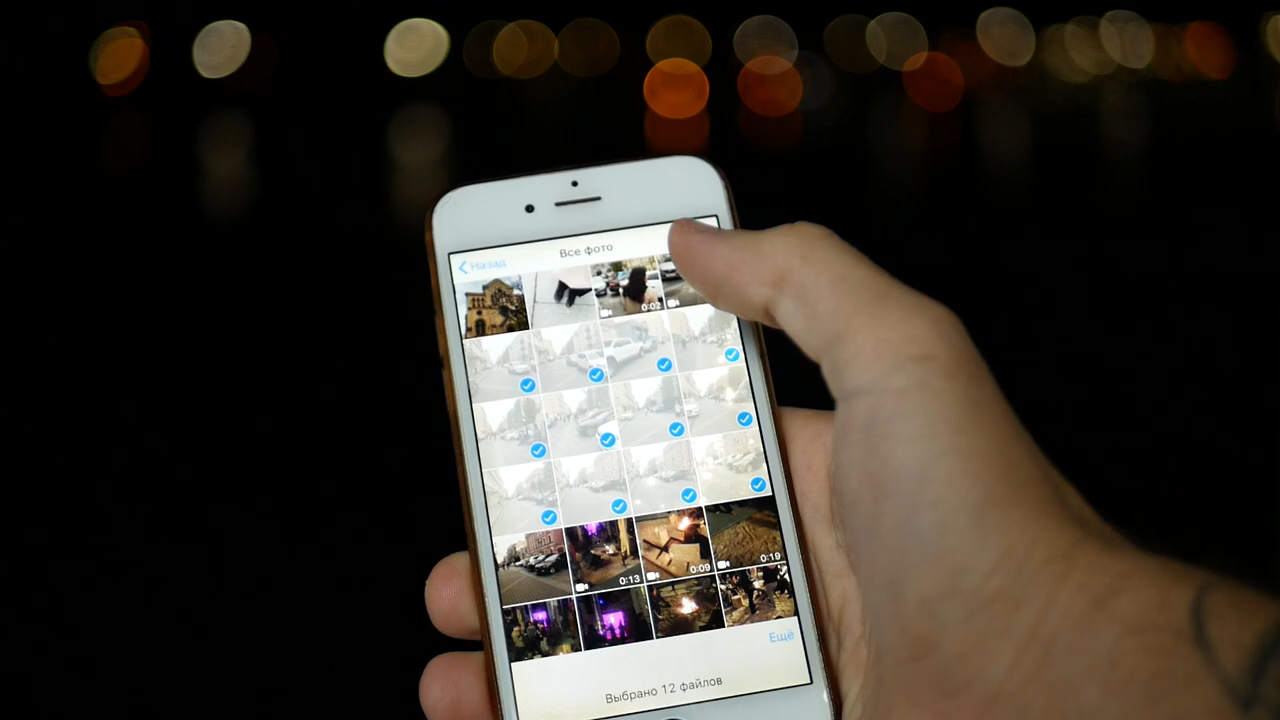 Назад
Все фото
0:02
0:13
0:09
0:19
Ещё
Выбрано 12 файлов